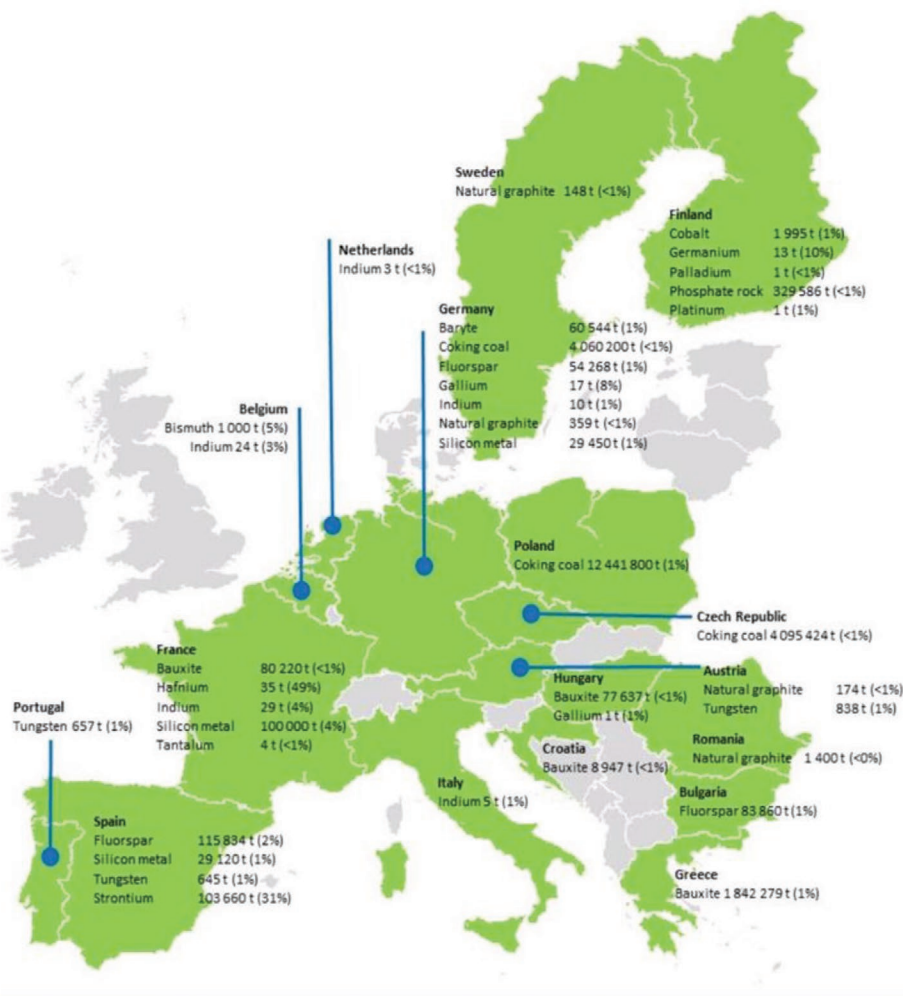 Sweden
Natural graphite 148 t (<1%)
Finland
Cobalt 1 995 t (1%)
Germanium 13 t (10%)
Palladium 1 t (<1%)
Phosphate rock 329 586 t (<1%)
Platinum 1 t (1%)
Netherlands
Indium 3 t (<1%)
Germany
Baryte 60 544 t (1%)
Coking coal 4 060 200 t (<1%)
Fluorspar 54 268 t (1%)
Gallium 17 t (8%)
Indium 10 t (1%)
Natural graphite 359 t (<1%)
Silicon metal 29 450 t (1%)
Belgium
Bismuth 1 000 t (5%)
Indium 24 t (3%)
Poland
Coking coal 12 441 800 t (1%)
Czech Republic
Coking coal 4 095 424 t (<1%)
France
Bauxite 80 220 t (<1%)
Hafnium 35 t (49%)
Indium 29 t (4%)
Silicon metal 100 000 t (4%)
Tantalum 4 t (<1%)
Austria
Natural graphite 174 t (<1%)
Tungsten 838 t (1%)
Hungary
Bauxite 77 637 t (<1%)
Gallium 1 t (1%)
Portugal
Tungsten 657 t (1%)
Romania
Natural graphite 1 400 t (<0%)
Croatia
Bauxite 8 947 t (<1%)
Italy
Indium 5 t (1%)
Bulgaria
Fluorspar 83 860 t (1%)
Spain
Fluorspar 115 834 t (2%)
Silicon metal 29 120 t (1%)
Tungsten 645 t (1%)
Strontium 103 660 t (31%)
Greece
Bauxite 1 842 279 t (1%)